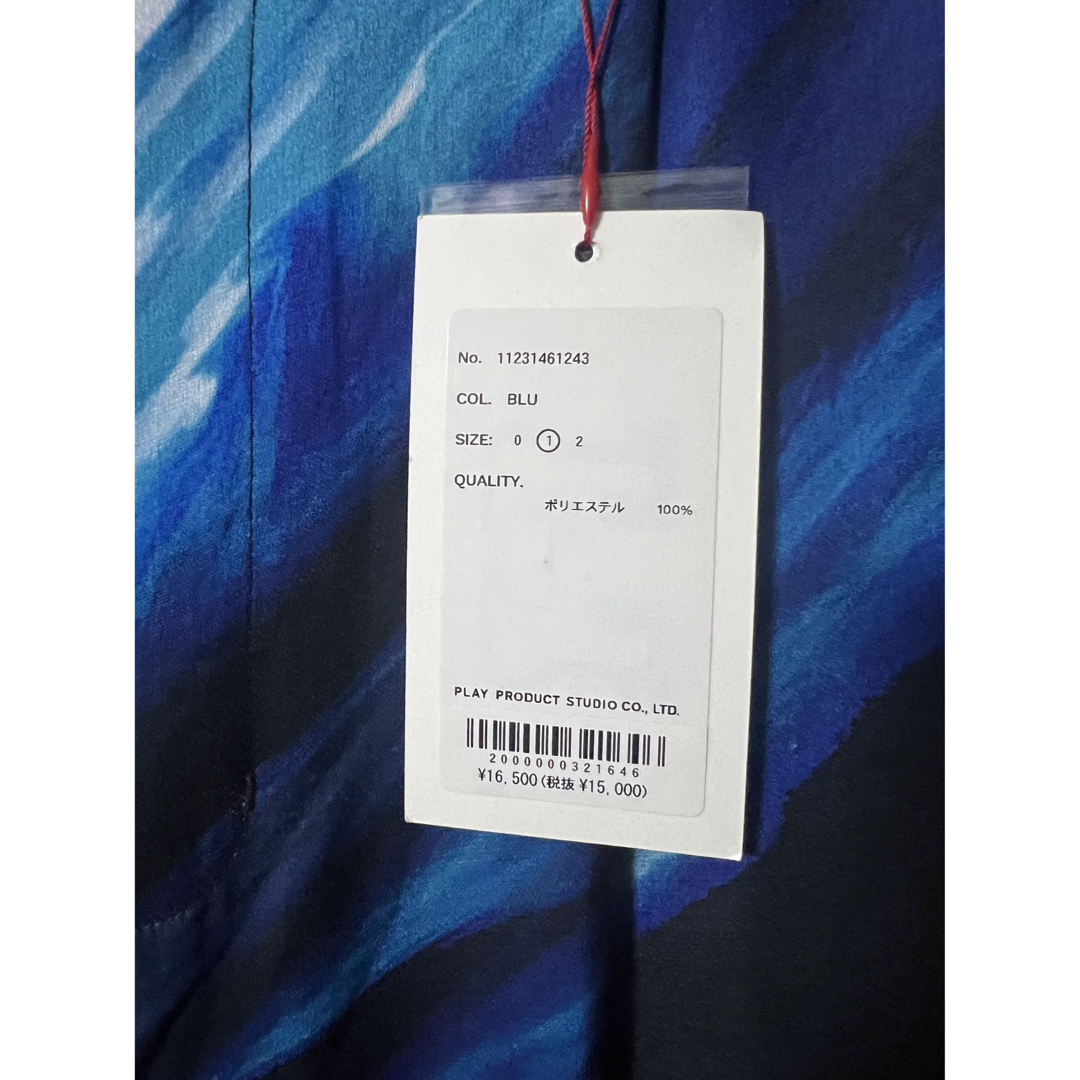 No. 11231461243
COL. BLU
SIZE: 0 1 2
QUALITY.
ポリエステル 100%
PLAY PRODUCT STUDIO CO., LTD.
2000000321646
¥16,500(税抜¥15,000)